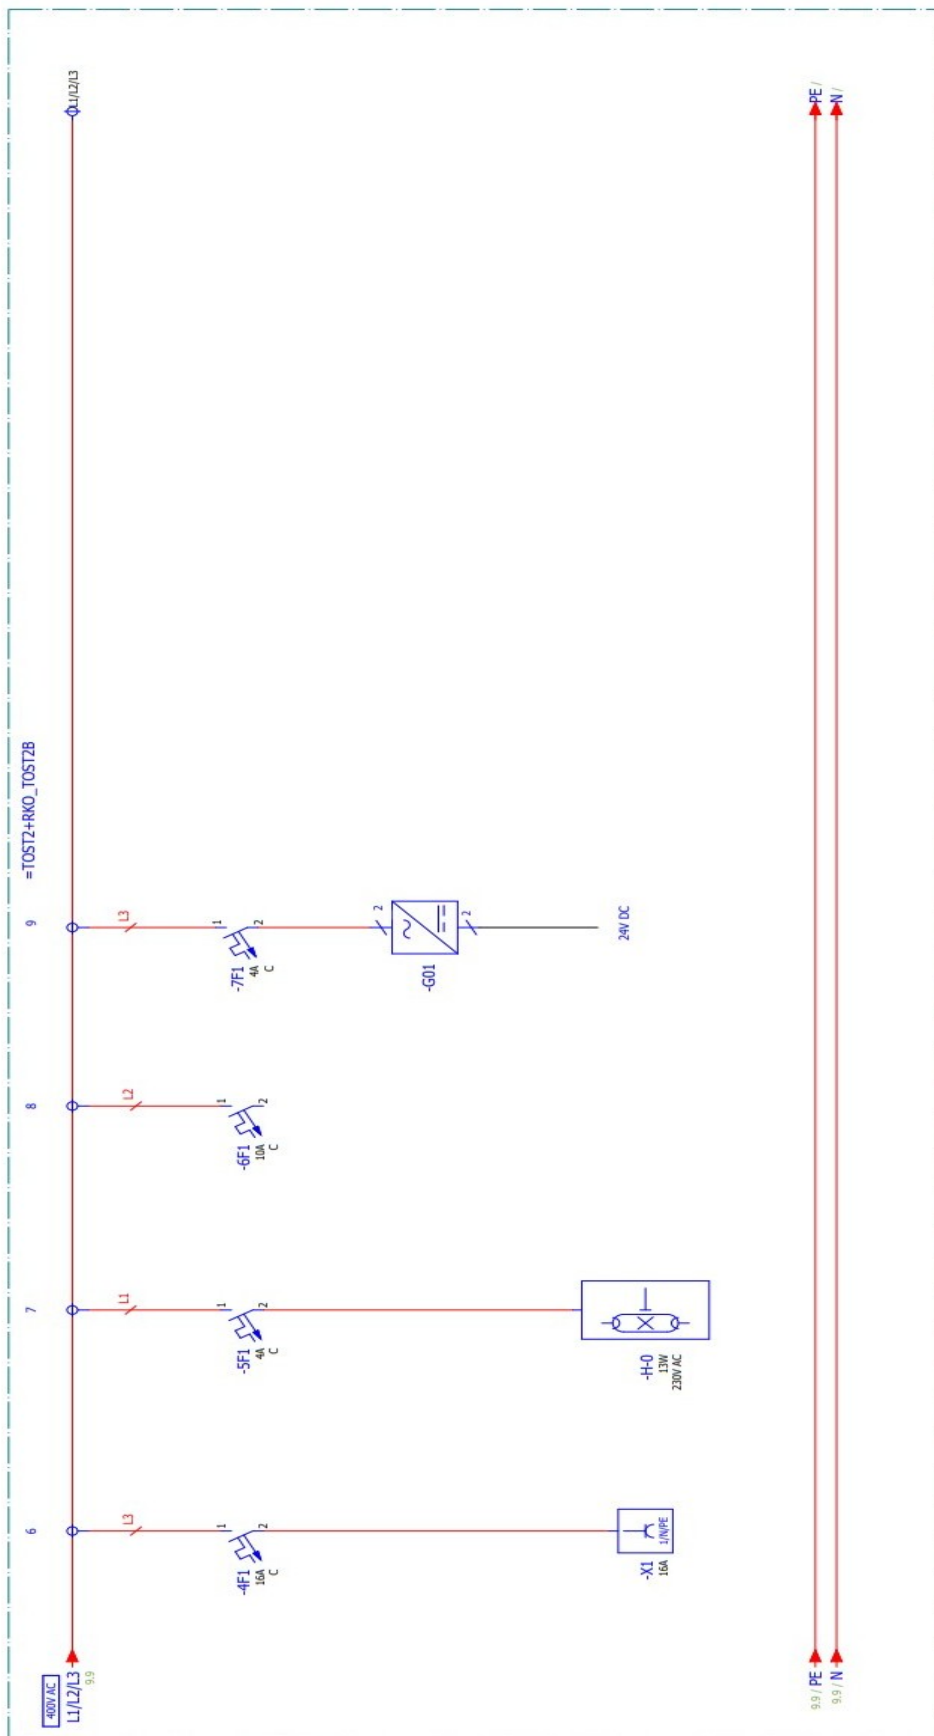 =TOST2+RKO_TOST2B
6
7
8
9
400V AC
L1/L2/L3
9.9
L1/L2/L3
L3
L1
L2
L3
-4F1
16A
C
1
2
-5F1
4A
C
1
2
-6F1
10A
C
1
2
-7F1
4A
C
1
2
2
-G01
2
24V DC
-X1
16A
1/N/PE
-H-0
13W
230V AC
9.9 / PE
PE /
9.9 / N
N /